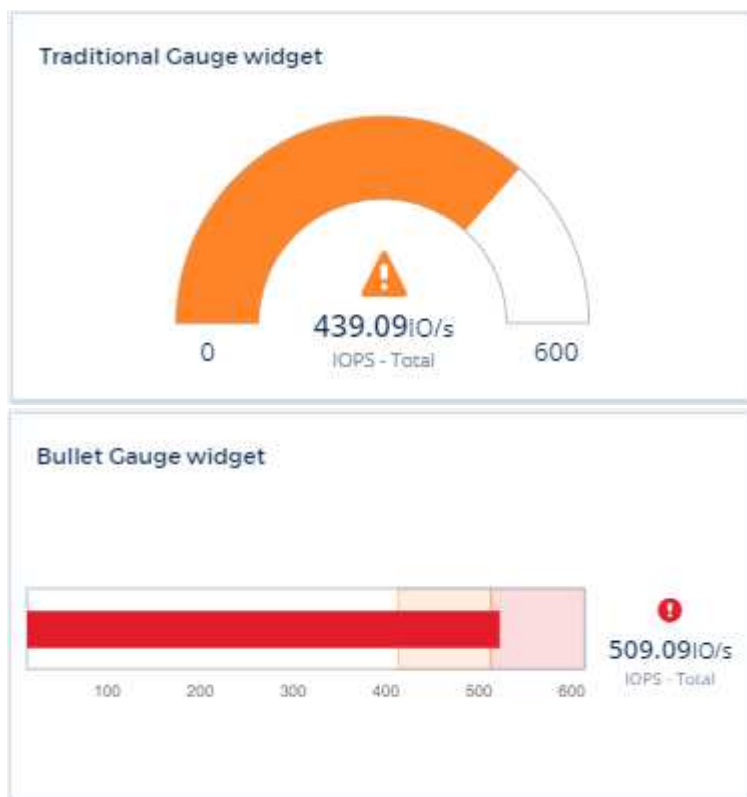 Traditional Gauge widget
439.09IO/s
0
IOPS - Total
600
Bullet Gauge widget
509.09IO/s
IOPS - Total
100 200 300 400 500 600